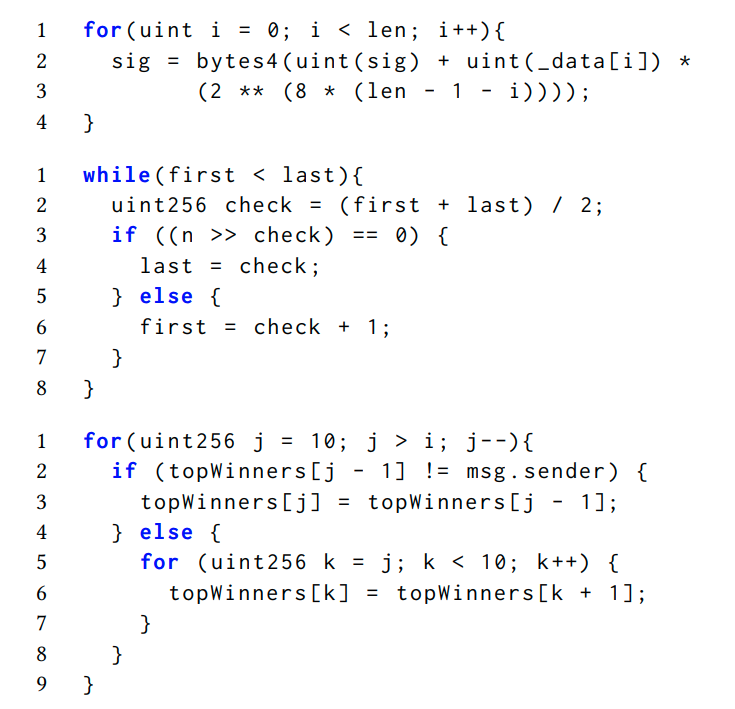 1 for(uint i = 0; i < len; i++){
2   sig = bytes4(uint(sig) + uint(_data[i]) *
3         (2 ** (8 * (len - 1 - i))));
4 }
1 while(first < last){
2   uint256 check = (first + last) / 2;
3   if ((n >> check) == 0) {
4     last = check;
5   } else {
6     first = check + 1;
7   }
8 }
1 for(uint256 j = 10; j > i; j--){
2   if (topWinners[j - 1] != msg.sender) {
3     topWinners[j] = topWinners[j - 1];
4   } else {
5     for (uint256 k = j; k < 10; k++) {
6       topWinners[k] = topWinners[k + 1];
7     }
8   }
9 }